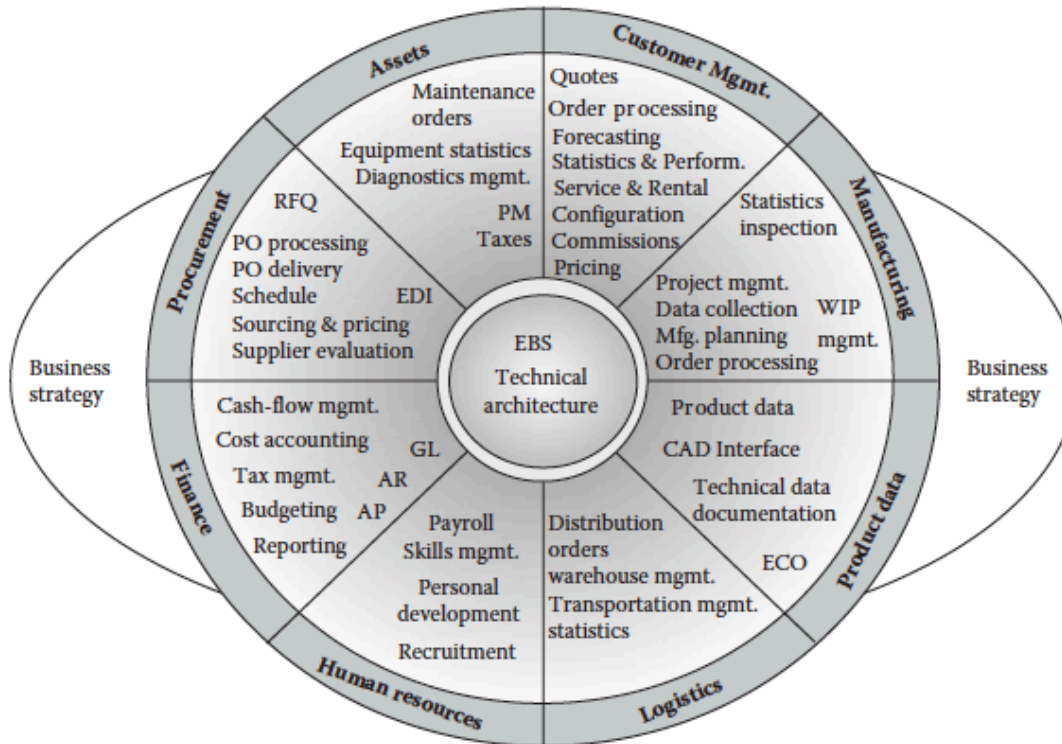 Assets
Maintenance
orders
Equipment statistics
Diagnostics mgmt.
PM
Taxes
Customer Mgmt.
Quotes
Order processing
Forecasting
Statistics & Perform.
Service & Rental
Configuration
Commissions
Pricing
Manufacturing
Statistics
inspection
Project mgmt.
Data collection
Mfg. planning
Order processing
WIP
mgmt.
Product data
Product data
CAD Interface
Technical data
documentation
ECO
Logistics
Distribution
orders
warehouse mgmt.
Transportation mgmt.
statistics
Human resources
Payroll
Skills mgmt.
Personal
development
Recruitment
Finance
Cash-flow mgmt.
Cost accounting
Tax mgmt.
Budgeting
Reporting
GL
AR
AP
Procurement
RFQ
PO processing
PO delivery
Schedule
Sourcing & pricing
Supplier evaluation
EDI
EBS
Technical
architecture
Business
strategy
Business
strategy